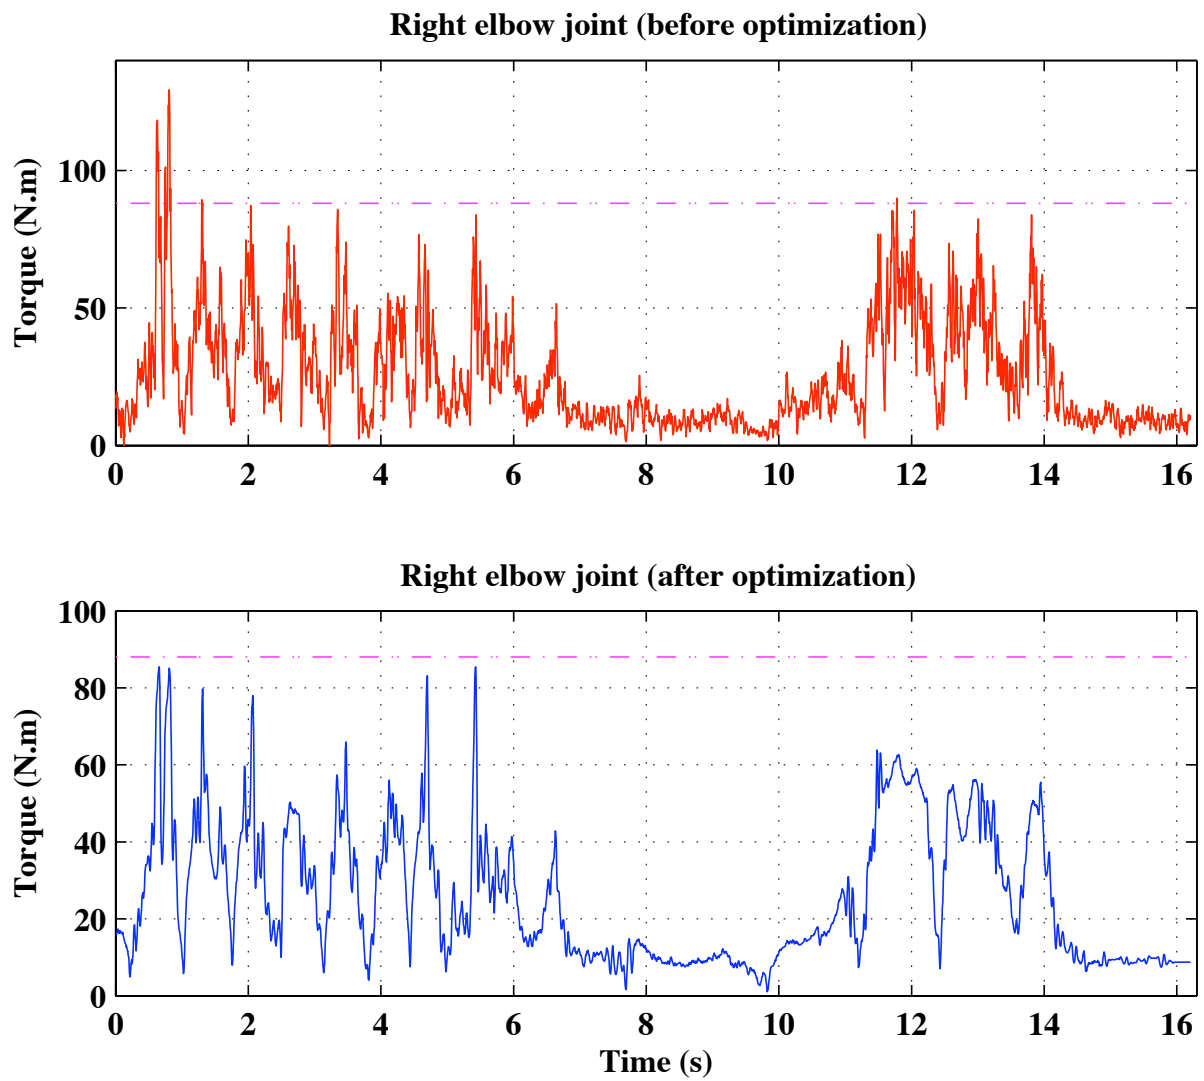 Right elbow joint (before optimization)
Torque (N.m)
100
50
0
0 2 4 6 8 10 12 14 16
Right elbow joint (after optimization)
Torque (N.m)
100
80
60
40
20
0
0 2 4 6 8 10 12 14 16
Time (s)